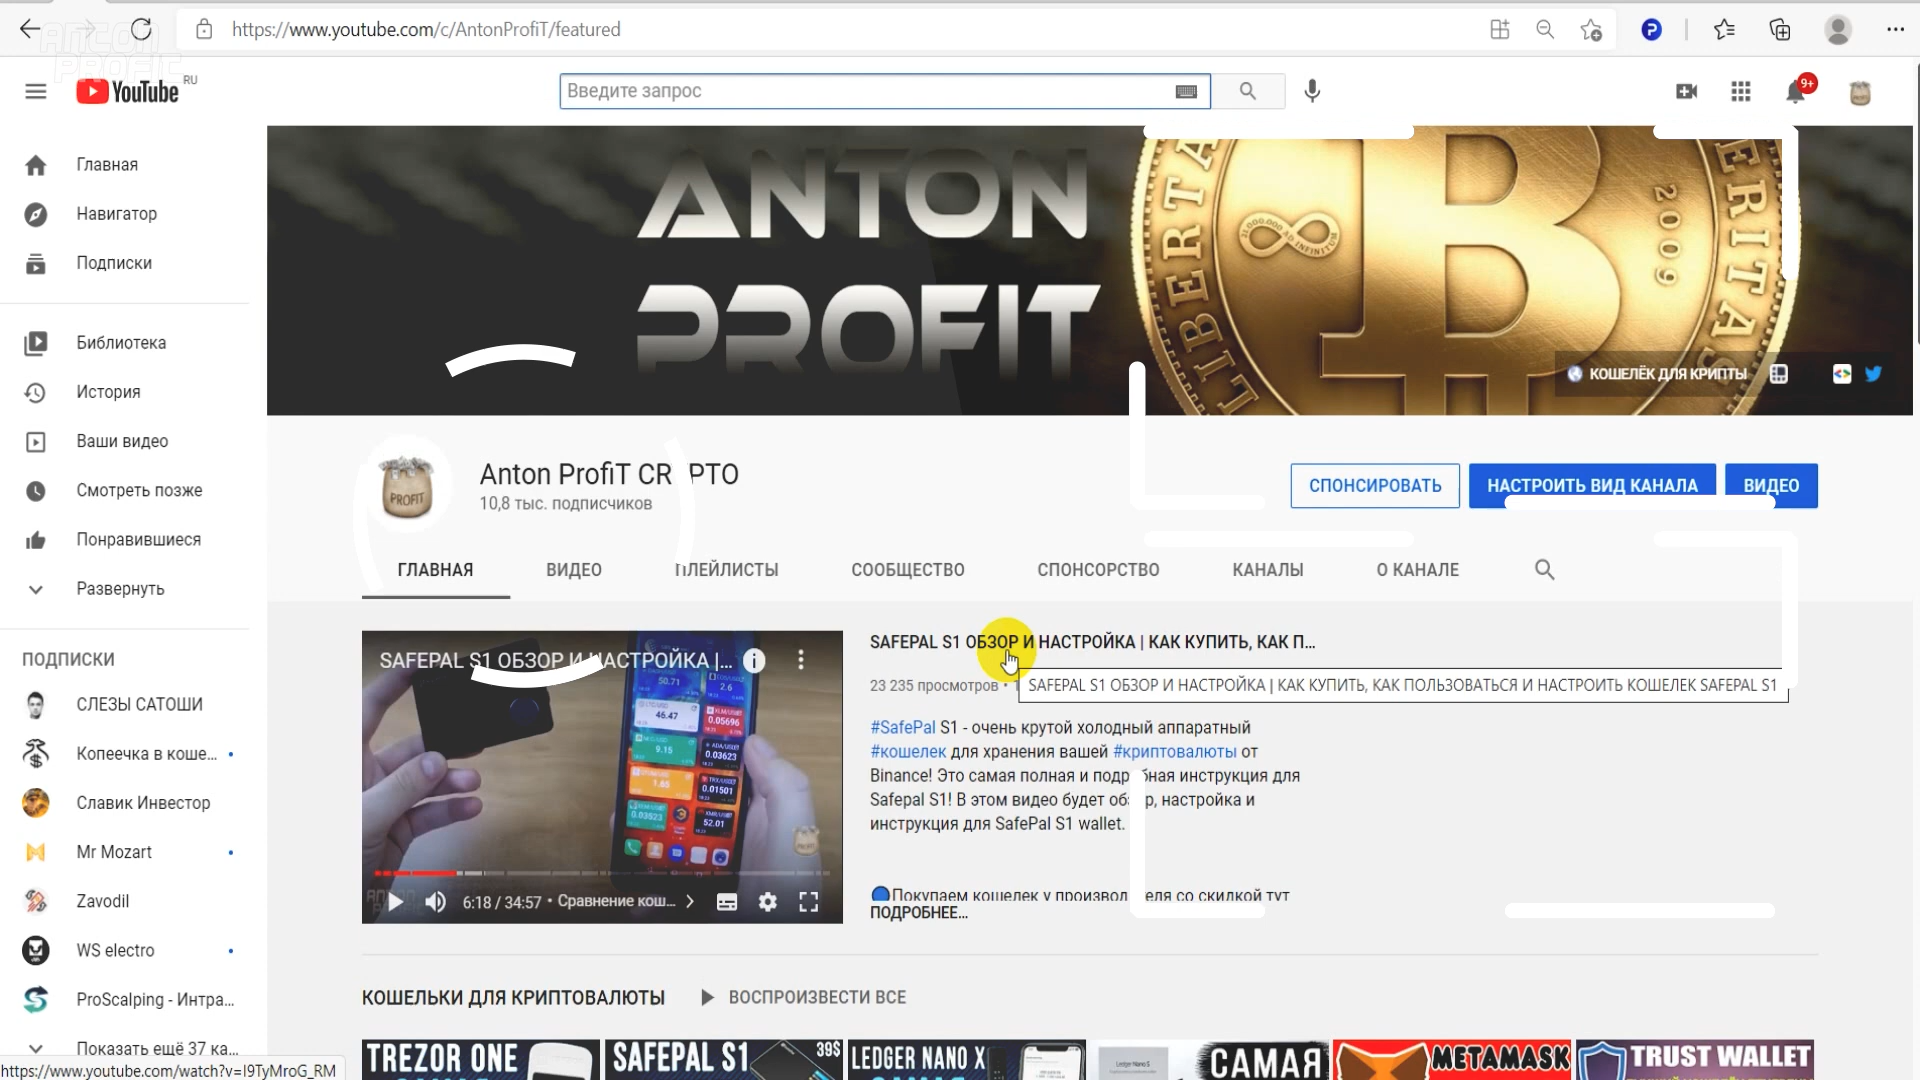 https://www.youtube.com/c/AntonProfiT/featured
ANTON
PROFIT
YouTube RU
Введите запрос
9+
Главная
Навигатор
Подписки
Библиотека
История
Ваши видео
Смотреть позже
Понравившиеся
Развернуть
ПОДПИСКИ
СЛЕЗЫ САТОШИ
Копеечка в коше...
Славик Инвестор
Mr Mozart
Zavodil
WS electro
ProScalping - Интра...
Показать ещё 37 ка...
https://www.youtube.com/watch?v=I9TyMroG_RM
ANTON
PROFIT
2009
КОШЕЛЁК ДЛЯ КРИПТЫ
PROFIT
Anton ProfiT CRYPTO
10,8 тыс. подписчиков
СПОНСИРОВАТЬ
НАСТРОИТЬ ВИД КАНАЛА
ВИДЕО
ГЛАВНАЯ
ВИДЕО
ПЛЕЙЛИСТЫ
СООБЩЕСТВО
СПОНСОРСТВО
КАНАЛЫ
О КАНАЛЕ
SAFEPAL S1 ОБЗОР И НАСТРОЙКА |...
6:18 / 34:57 • Сравнение кош...
SAFEPAL S1 ОБЗОР И НАСТРОЙКА | КАК КУПИТЬ, КАК П...
23 235 просмотров •
SAFEPAL S1 ОБЗОР И НАСТРОЙКА | КАК КУПИТЬ, КАК ПОЛЬЗОВАТЬСЯ И НАСТРОИТЬ КОШЕЛЕК SAFEPAL S1
#SafePal S1 - очень крутой холодный аппаратный
#кошелек для хранения вашей #криптовалюты от
Binance! Это самая полная и подробная инструкция для
Safepal S1! В этом видео будет обзор, настройка и
инструкция для SafePal S1 wallet.
Покупаем кошелек у производителя со скидкой тут
ПОДРОБНЕЕ...
КОШЕЛЬКИ ДЛЯ КРИПТОВАЛЮТЫ
ВОСПРОИЗВЕСТИ ВСЕ
TREZOR ONE
SAFEPAL S1
39$
LEDGER NANO X
САМАЯ
METAMASK
TRUST WALLET